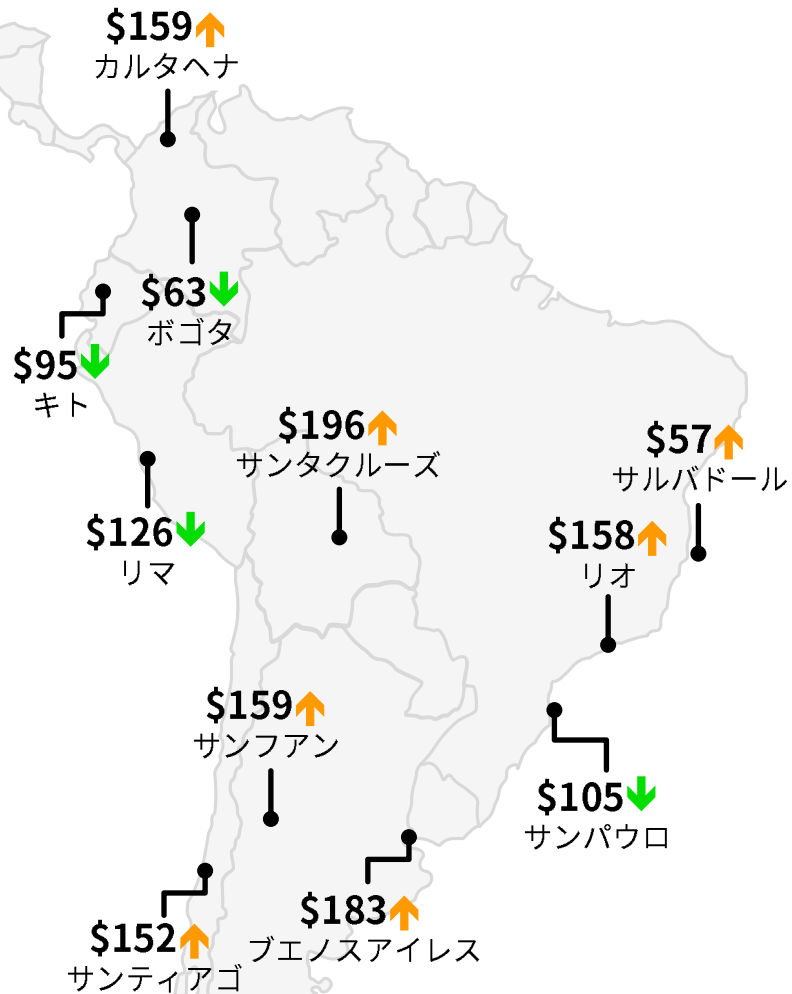 $159
カルタヘナ
$63
ボゴタ
$95
キト
$196
サンタクルーズ
$57
サルバドール
$126
リマ
$158
リオ
$159
サンフアン
$105
サンパウロ
$183
ブエノスアイレス
$152
サンティアゴ